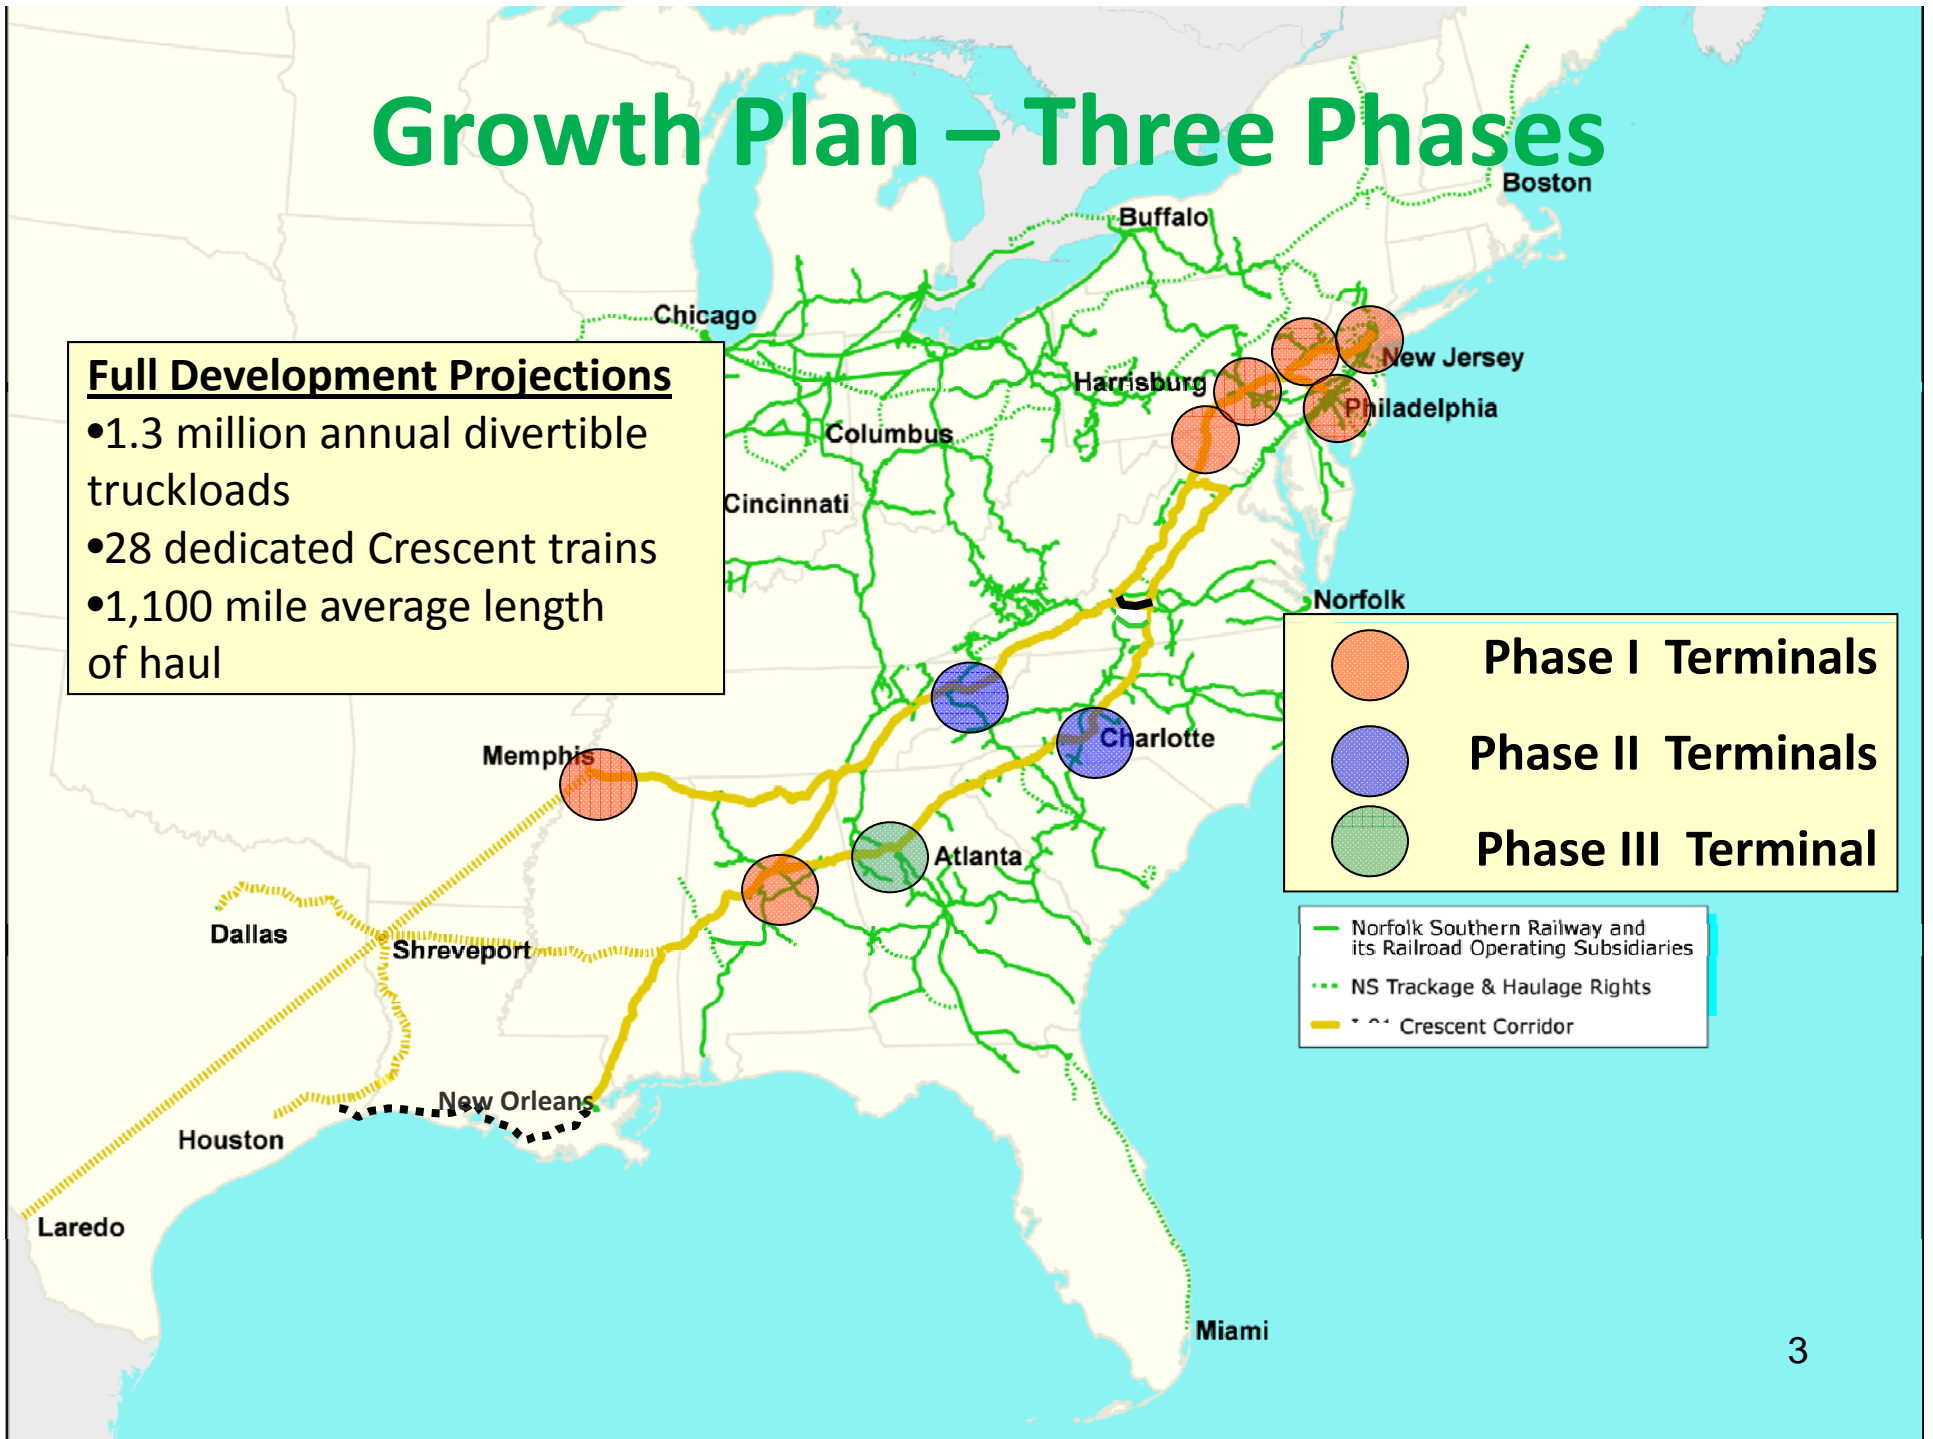 Growth Plan – Three Phases
Boston
Buffalo
Chicago
New Jersey
Harrisburg
Philadelphia
Full Development Projections
•1.3 million annual divertible
truckloads
•28 dedicated Crescent trains
•1,100 mile average length
of haul
Columbus
Cincinnati
Norfolk
Phase I Terminals
Phase II Terminals
Phase III Terminal
Charlotte
Memphis
Atlanta
Dallas
Shreveport
Norfolk Southern Railway and
its Railroad Operating Subsidiaries
NS Trackage & Haulage Rights
Crescent Corridor
New Orleans
Houston
Laredo
Miami
3